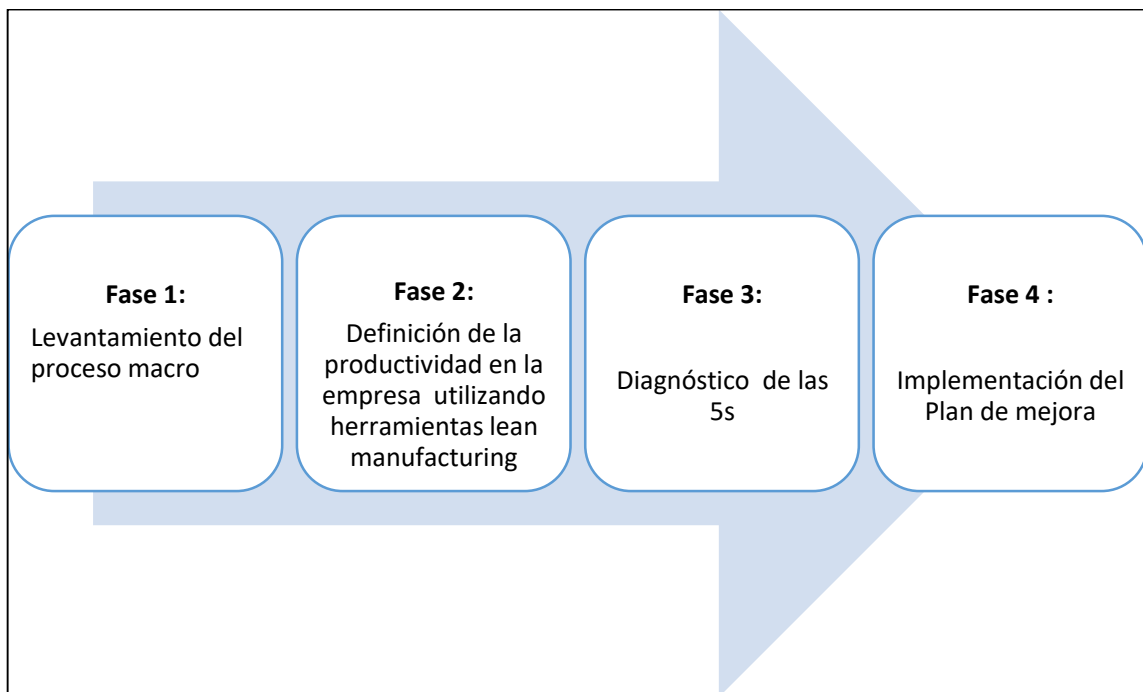 Fase 1:
Levantamiento del
proceso macro
Fase 2:
Definición de la
productividad en la
empresa utilizando
herramientas lean
manufacturing
Fase 3:
Diagnóstico de las
5s
Fase 4 :
Implementación del
Plan de mejora